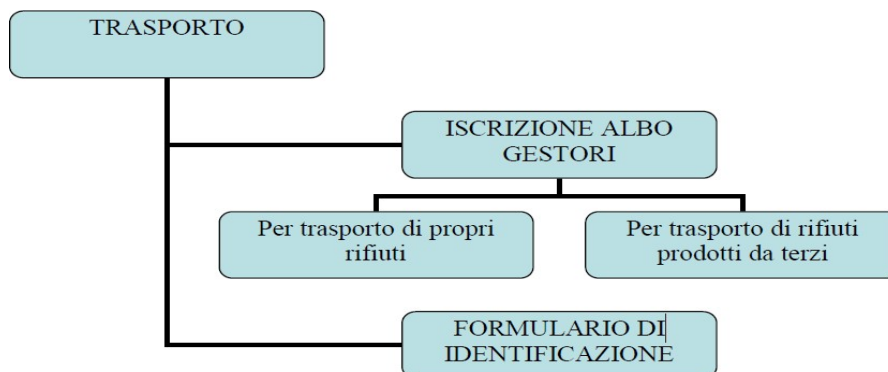 TRASPORTO
ISCRIZIONE ALBO
GESTORI
Per trasporto di propri
rifiuti
Per trasporto di rifiuti
prodotti da terzi
FORMULARIO DI
IDENTIFICAZIONE